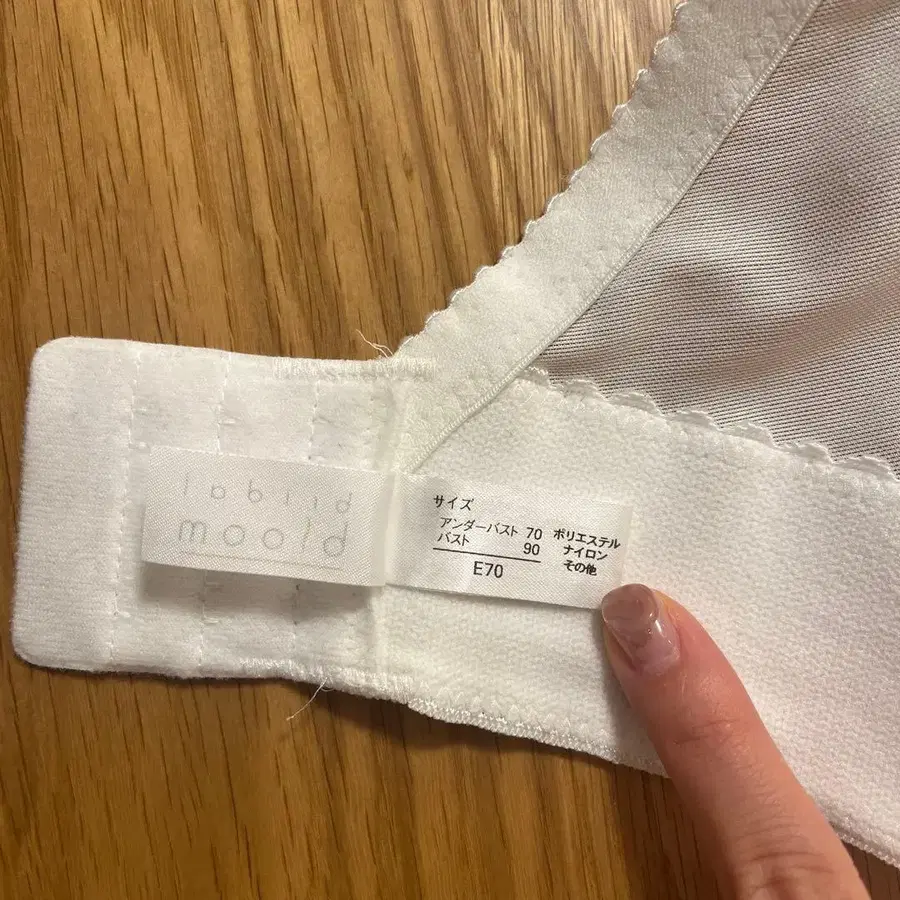 moold
サイズ
アンダーバスト 70
バスト 90
E70
ポリエステル
ナイロン
その他